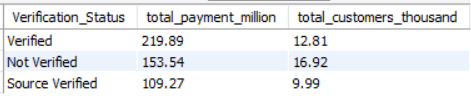 Verification_Status total_payment_million total_customers_thousand
Verified 219.89 12.81
Not Verified 153.54 16.92
Source Verified 109.27 9.99